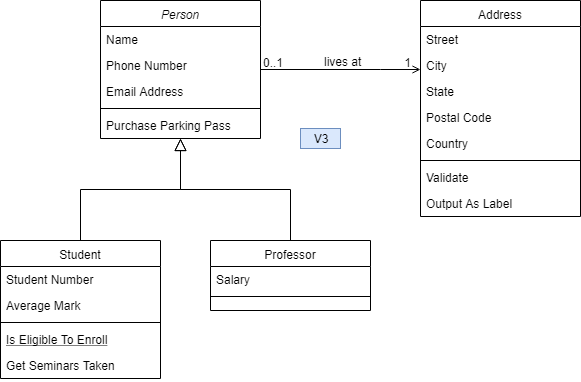 Person
Name
Phone Number
Email Address
Purchase Parking Pass
0..1 lives at 1
Address
Street
City
State
Postal Code
Country
Validate
Output As Label
V3
Student
Student Number
Average Mark
Is Eligible To Enroll
Get Seminars Taken
Professor
Salary